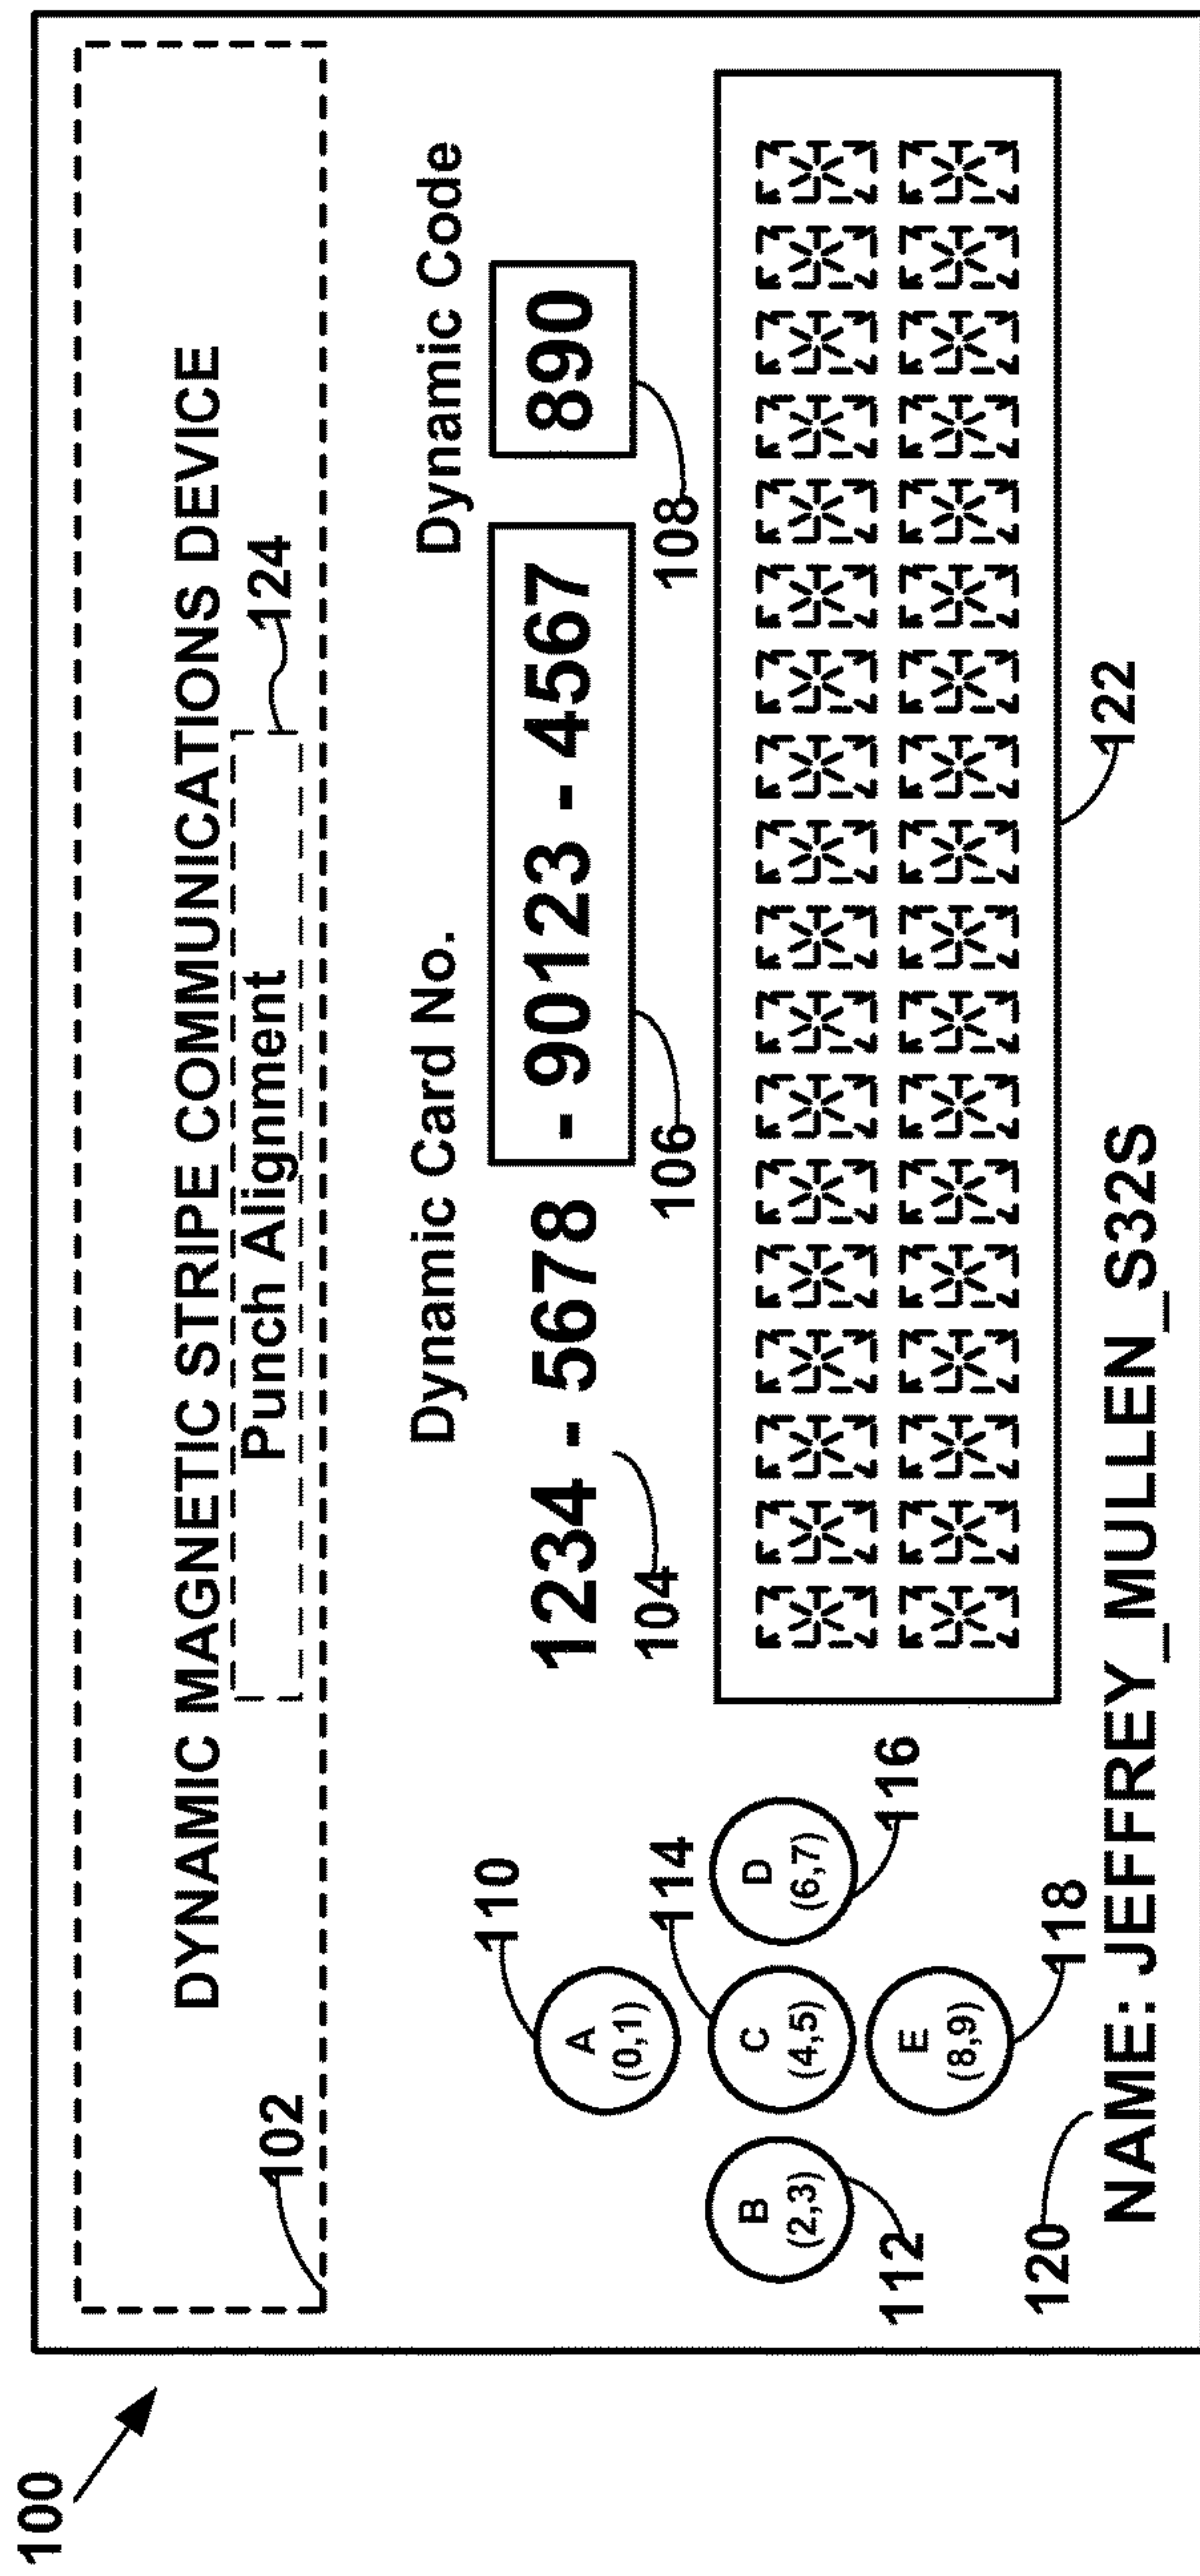 100
102
DYNAMIC MAGNETIC STRIPE COMMUNICATIONS DEVICE
Punch Alignment
124
Dynamic Card No.
Dynamic Code
1234 - 5678 - 90123 - 4567
890
104
106
108
110
A
(0,1)
112
B
(2,3)
114
C
(4,5)
116
D
(6,7)
118
E
(8,9)
122
120
NAME: JEFFREY_MULLEN_S32S